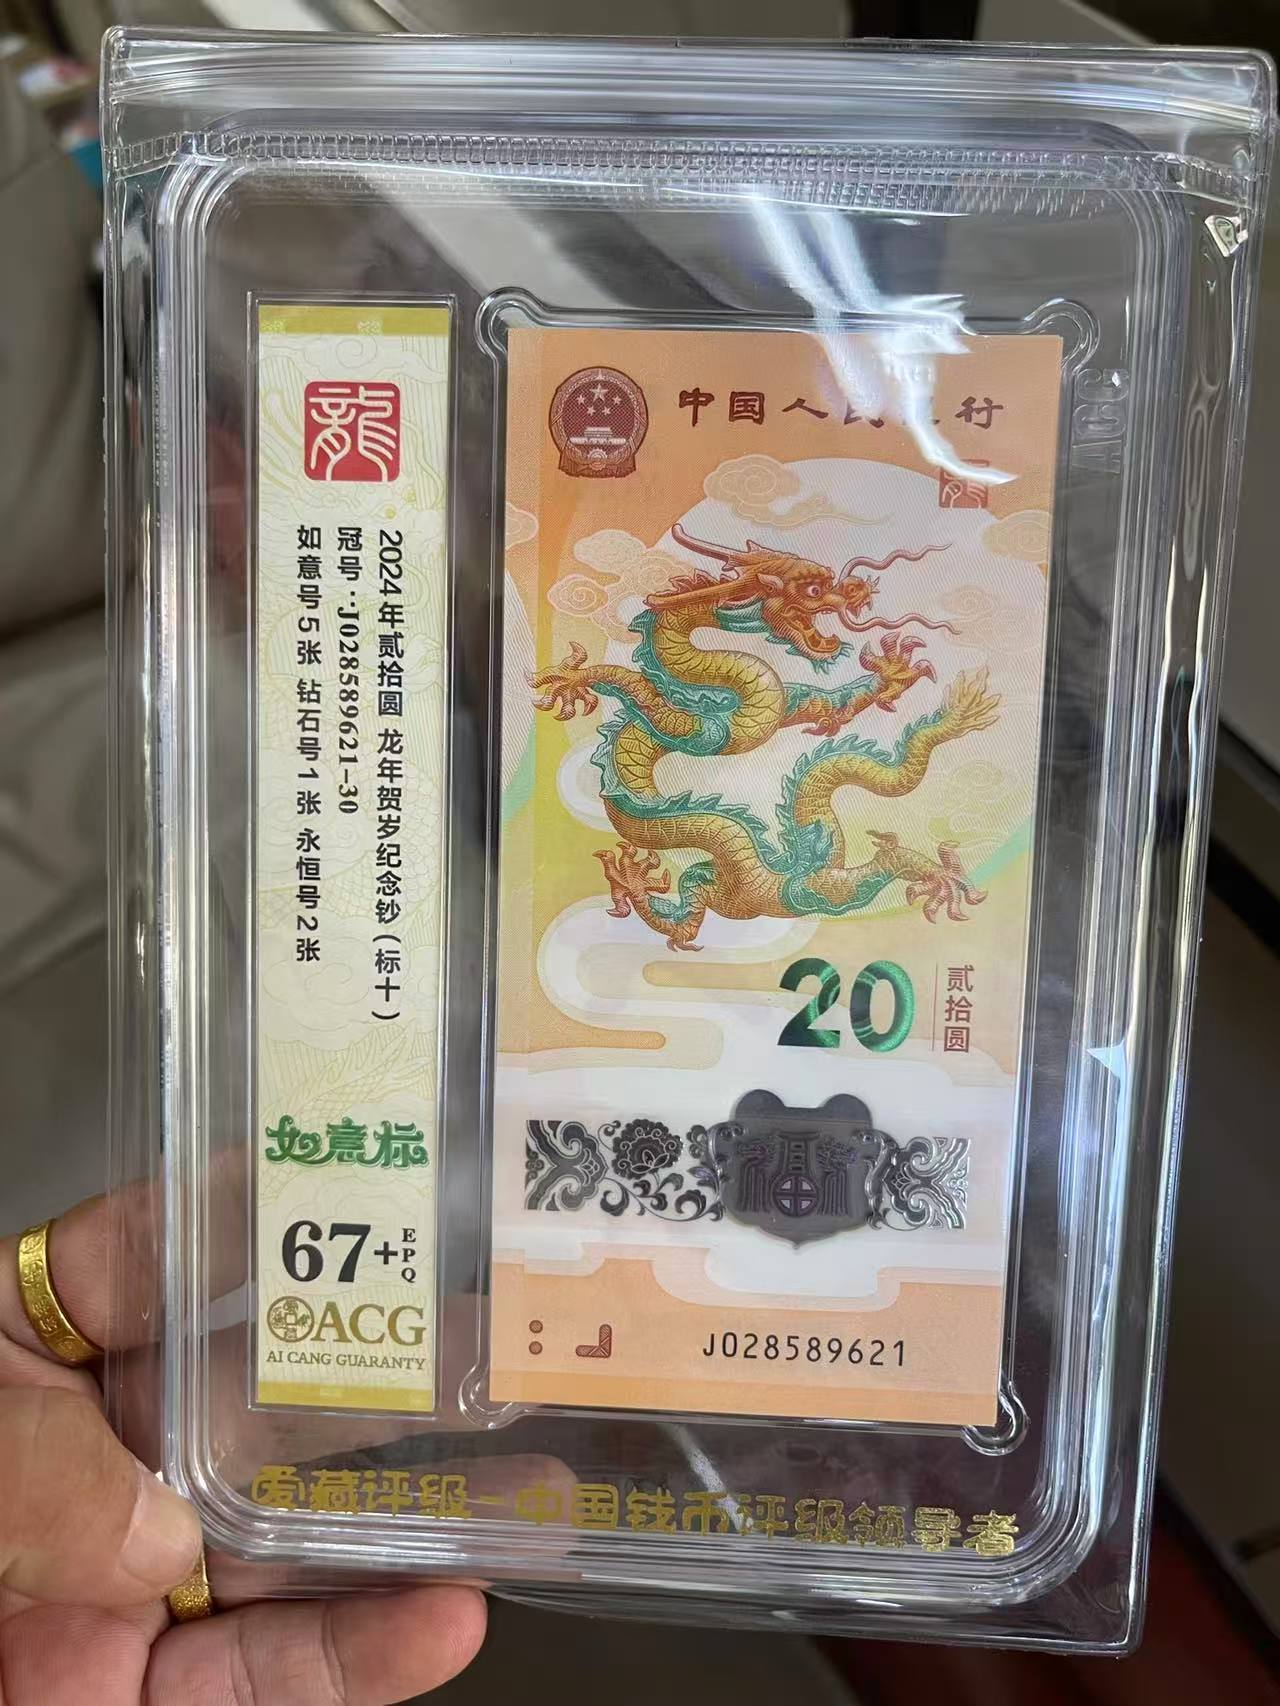 龍
2024年贰拾圆 龙年贺岁纪念钞(标十)
冠号:J028589621-30
如意号5张 钻石号1张 永恒号2张
如意标
67+EPQ
ACG
AI CANG GUARANTY
中国人民银行
20
贰拾圆
J028589621
ACG
爱藏评级-中国钱币评级领导者